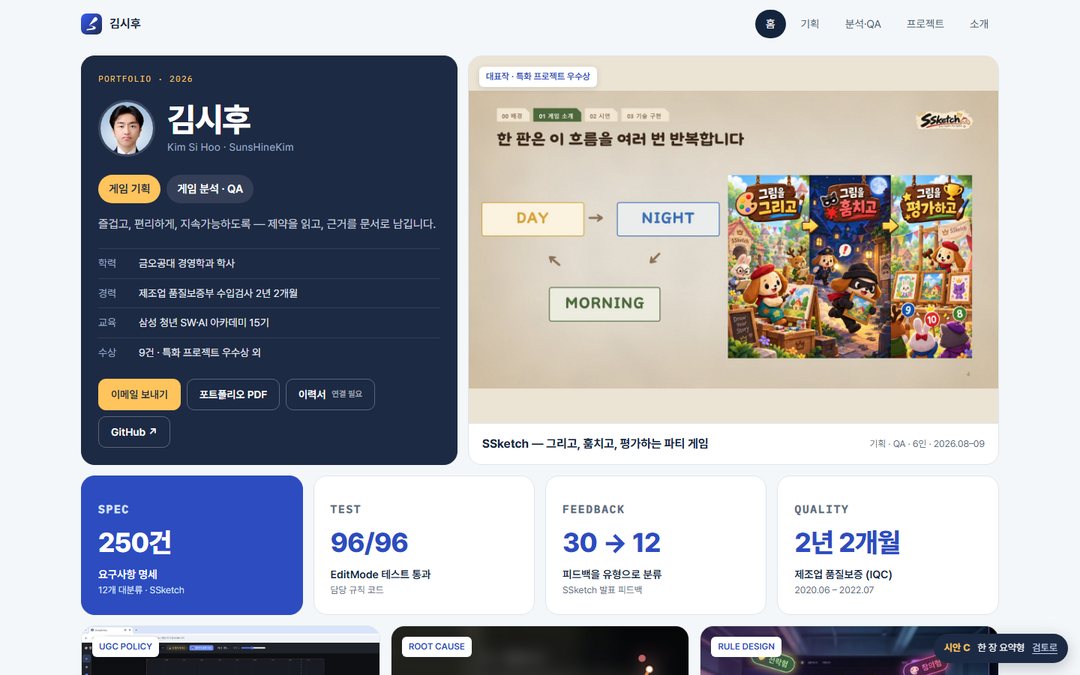 김시후
홈
기획
분석·QA
프로젝트
소개
PORTFOLIO · 2026
김시후
Kim Si Hoo · SunsHineKim
게임 기획
게임 분석 · QA
즐겁고, 편리하게, 지속가능하도록 — 제약을 읽고, 근거를 문서로 남깁니다.
학력 금오공대 경영학과 학사
경력 제조업 품질보증부 수입검사 2년 2개월
교육 삼성 청년 SW·AI 아카데미 15기
수상 9건 · 특화 프로젝트 우수상 외
이메일 보내기
포트폴리오 PDF
이력서 연결 필요
GitHub ↗
대표작 · 특화 프로젝트 우수상
00 배경
01 게임 소개
02 시연
03 기술 구현
SSketch
한 판은 이 흐름을 여러 번 반복합니다
DAY
NIGHT
MORNING
그림을 그리고
그림을 훔치고
그림을 평가하고
SSketch
Draw Your Story
9
10
8
4
SSketch — 그리고, 훔치고, 평가하는 파티 게임
기획 · QA · 6인 · 2026.08–09
SPEC
250건
요구사항 명세
12개 대분류 · SSketch
TEST
96/96
EditMode 테스트 통과
담당 규칙 코드
FEEDBACK
30 → 12
피드백을 유형으로 분류
SSketch 발표 피드백
QUALITY
2년 2개월
제조업 품질보증 (IQC)
2020.06 – 2022.07
UGC POLICY
ROOT CAUSE
RULE DESIGN
선택형
창의형
시안 C 한 장 요약형 검토로